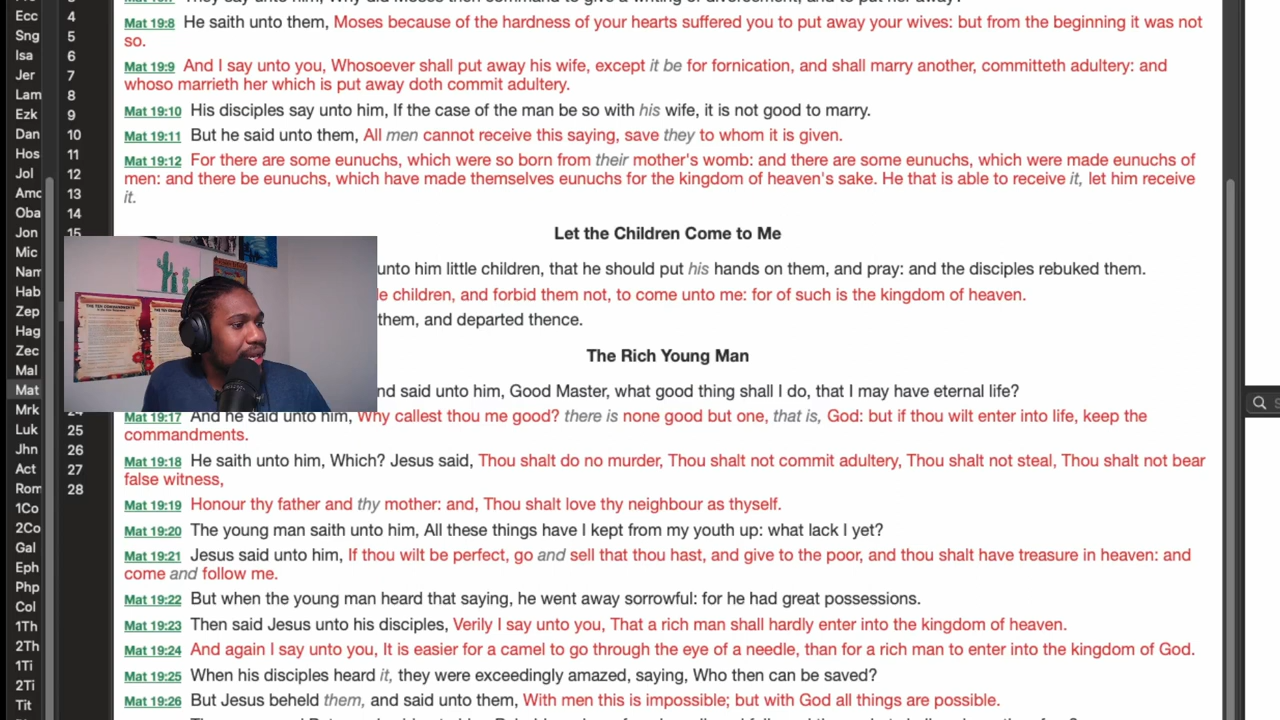 Mat 19:8 He saith unto them, Moses because of the hardness of your hearts suffered you to put away your wives: but from the beginning it was not
so.
Mat 19:9 And I say unto you, Whosoever shall put away his wife, except it be for fornication, and shall marry another, committeth adultery: and
whoso marrieth her which is put away doth commit adultery.
Mat 19:10 His disciples say unto him, If the case of the man be so with his wife, it is not good to marry.
Mat 19:11 But he said unto them, All men cannot receive this saying, save they to whom it is given.
Mat 19:12 For there are some eunuchs, which were so born from their mother's womb: and there are some eunuchs, which were made eunuchs of
men: and there be eunuchs, which have made themselves eunuchs for the kingdom of heaven's sake. He that is able to receive it, let him receive
it.
Let the Children Come to Me
unto him little children, that he should put his hands on them, and pray: and the disciples rebuked them.
children, and forbid them not, to come unto me: for of such is the kingdom of heaven.
them, and departed thence.
The Rich Young Man
and said unto him, Good Master, what good thing shall I do, that I may have eternal life?
Mat 19:17 And he said unto him, Why callest thou me good? there is none good but one, that is, God: but if thou wilt enter into life, keep the
commandments.
Mat 19:18 He saith unto him, Which? Jesus said, Thou shalt do no murder, Thou shalt not commit adultery, Thou shalt not steal, Thou shalt not bear
false witness,
Mat 19:19 Honour thy father and thy mother: and, Thou shalt love thy neighbour as thyself.
Mat 19:20 The young man saith unto him, All these things have I kept from my youth up: what lack I yet?
Mat 19:21 Jesus said unto him, If thou wilt be perfect, go and sell that thou hast, and give to the poor, and thou shalt have treasure in heaven: and
come and follow me.
Mat 19:22 But when the young man heard that saying, he went away sorrowful: for he had great possessions.
Mat 19:23 Then said Jesus unto his disciples, Verily I say unto you, That a rich man shall hardly enter into the kingdom of heaven.
Mat 19:24 And again I say unto you, It is easier for a camel to go through the eye of a needle, than for a rich man to enter into the kingdom of God.
Mat 19:25 When his disciples heard it, they were exceedingly amazed, saying, Who then can be saved?
Mat 19:26 But Jesus beheld them, and said unto them, With men this is impossible; but with God all things are possible.
Ecc
Sng
Isa
Jer
Lam
Ezk
Dan
Hos
Jol
Amo
Oba
Jon
Mic
Nam
Hab
Zep
Hag
Zec
Mal
Mat
Mrk
Luk
Jhn
Act
Rom
1Co
2Co
Gal
Eph
Php
Col
1Th
2Th
1Ti
2Ti
Tit
4
5
6
7
8
9
10
11
12
13
14
15
25
26
27
28